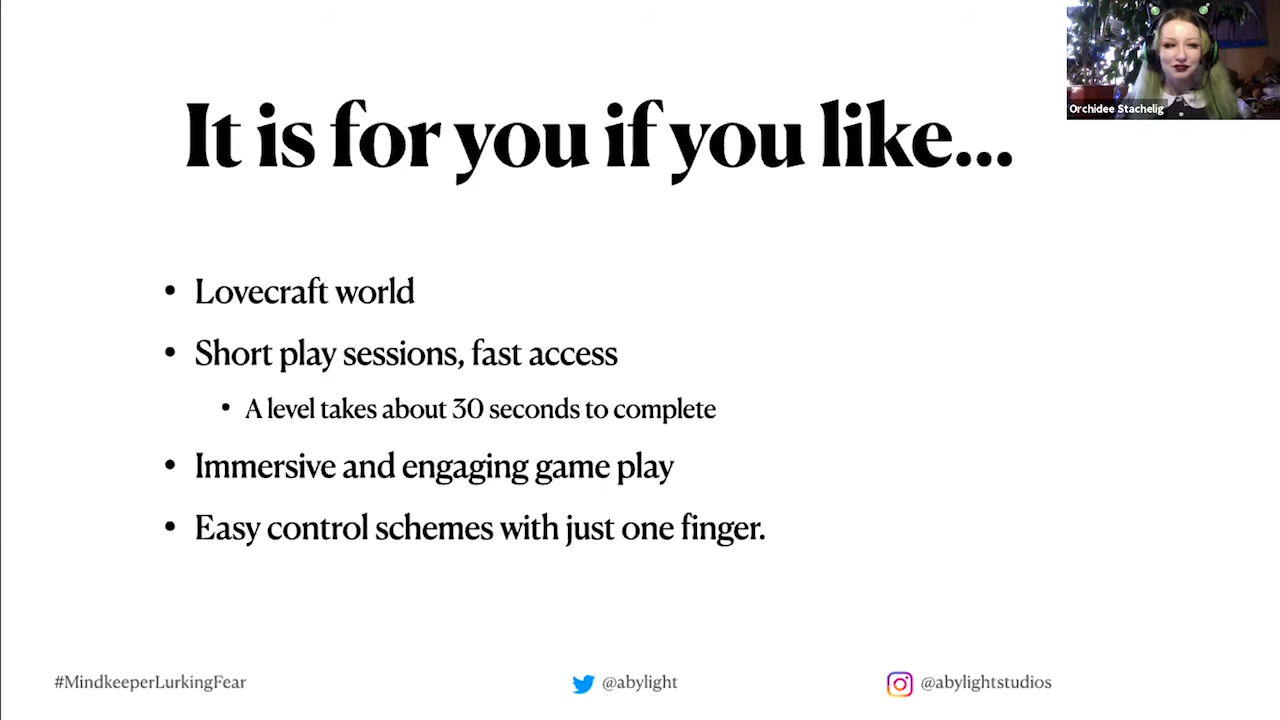 It is for you if you like...
Orchidee Stachelig
• Lovecraft world
• Short play sessions, fast access
• A level takes about 30 seconds to complete
• Immersive and engaging game play
• Easy control schemes with just one finger.
#MindkeeperLurkingFear
@abylight
@abylightstudios